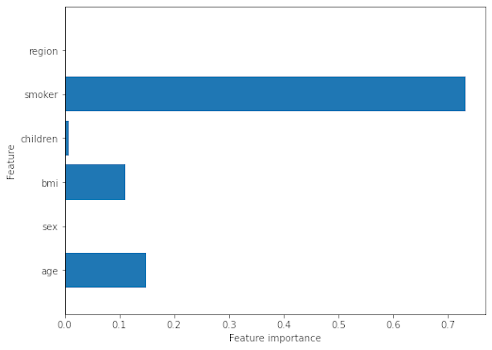 region
smoker
children
bmi
sex
age
Feature
0.0 0.1 0.2 0.3 0.4 0.5 0.6 0.7
Feature importance